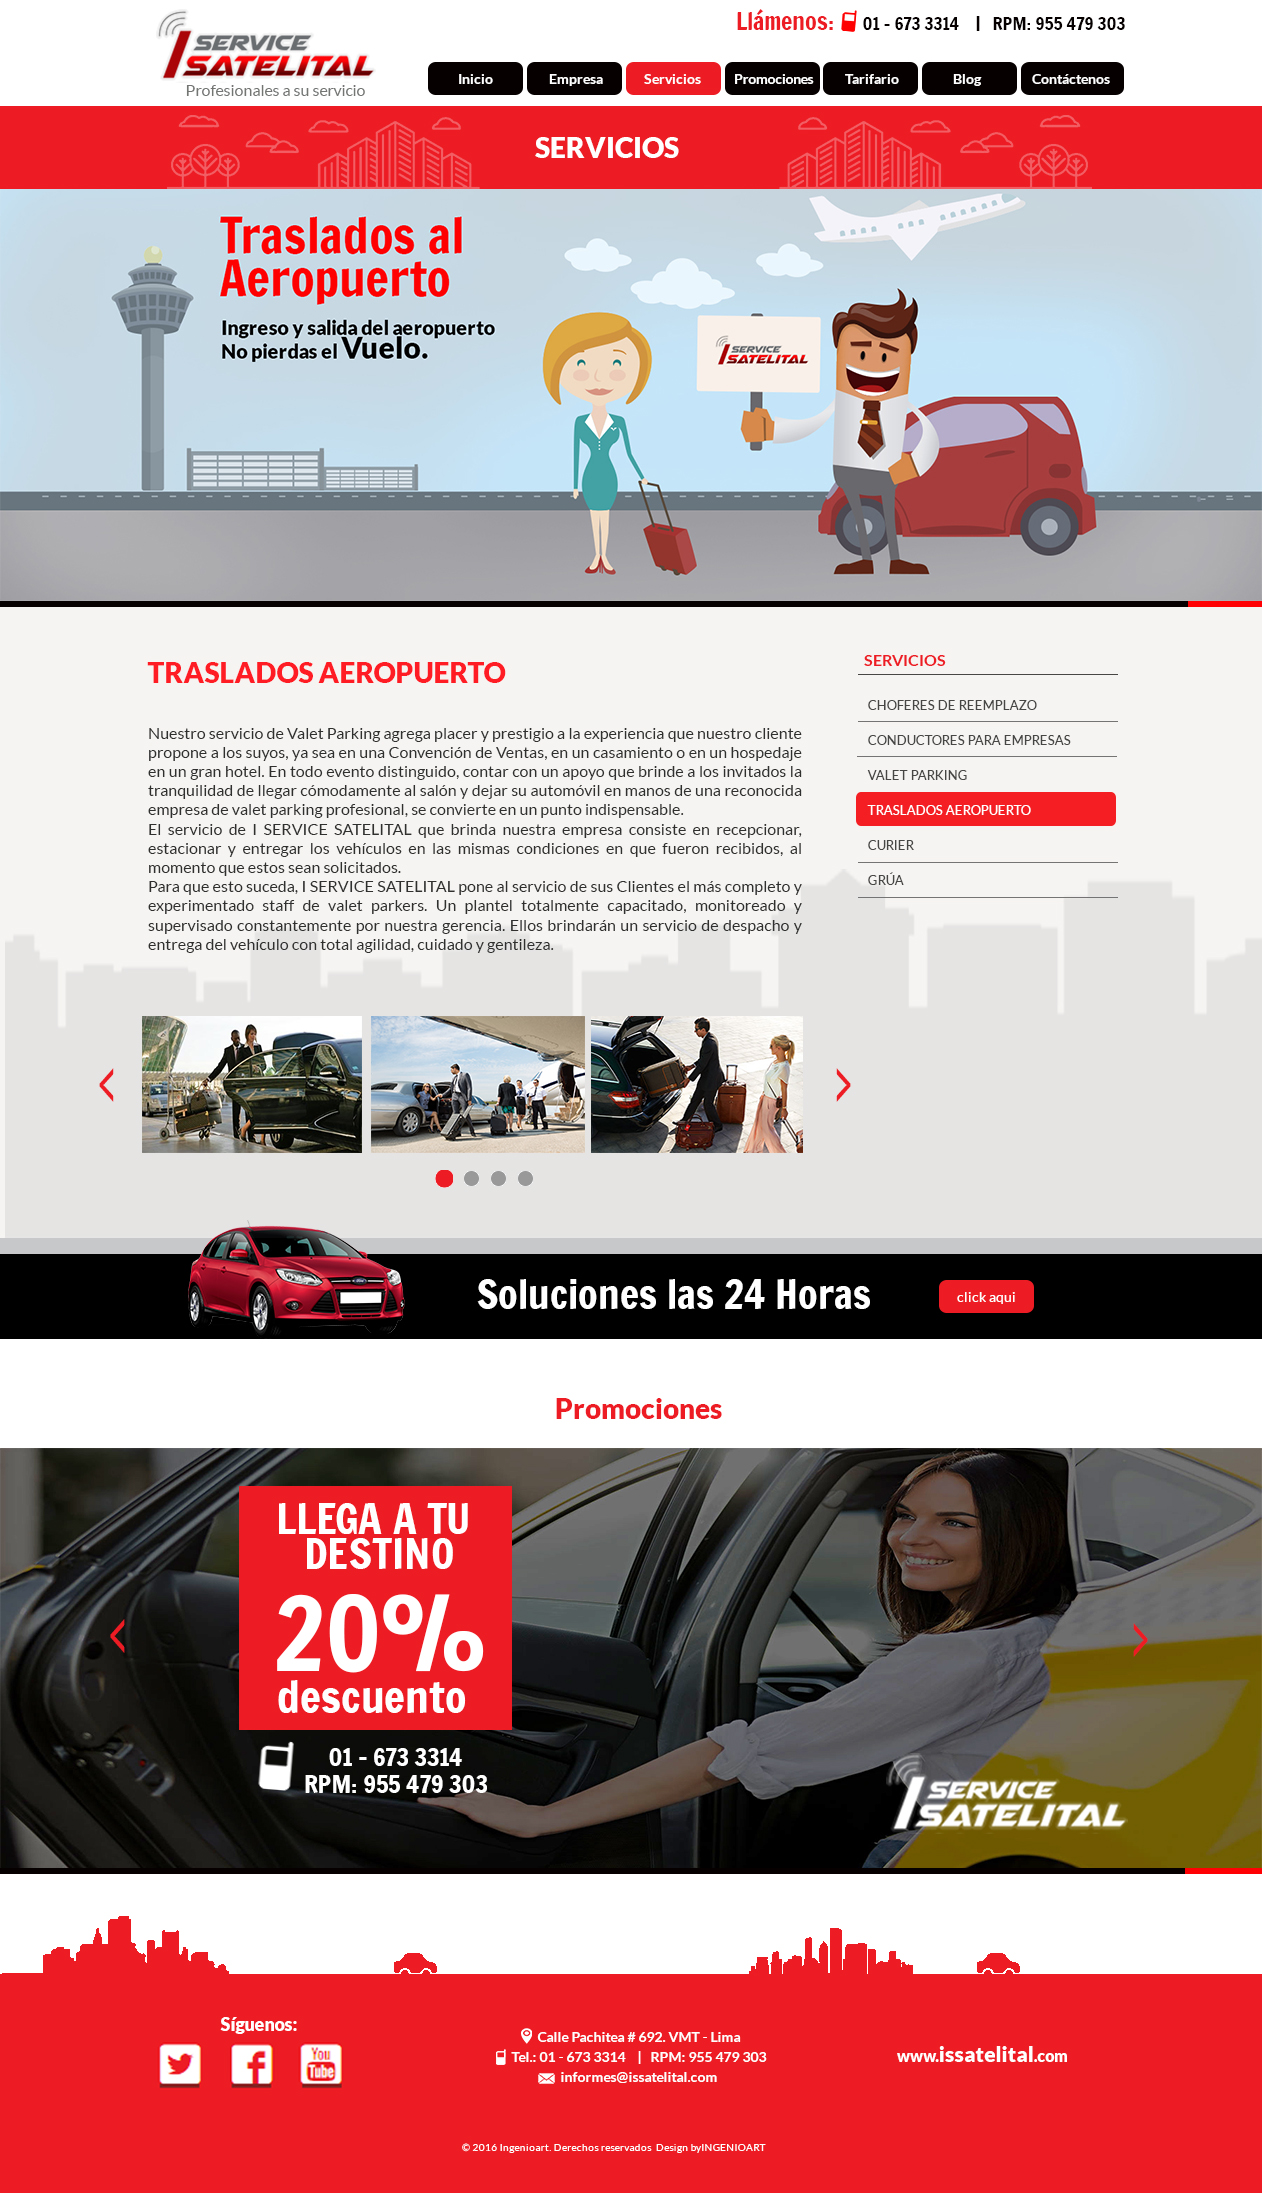 Llámenos: 01 - 673 3314 | RPM: 955 479 303
I SERVICE
SATELITAL
Profesionales a su servicio
Inicio
Empresa
Servicios
Promociones
Tarifario
Blog
Contáctenos
SERVICIOS
Traslados al
Aeropuerto
Ingreso y salida del aeropuerto
No pierdas el Vuelo.
I SERVICE
SATELITAL
TRASLADOS AEROPUERTO
Nuestro servicio de Valet Parking agrega placer y prestigio a la experiencia que nuestro cliente
propone a los suyos, ya sea en una Convención de Ventas, en un casamiento o en un hospedaje
en un gran hotel. En todo evento distinguido, contar con un apoyo que brinde a los invitados la
tranquilidad de llegar cómodamente al salón y dejar su automóvil en manos de una reconocida
empresa de valet parking profesional, se convierte en un punto indispensable.
El servicio de I SERVICE SATELITAL que brinda nuestra empresa consiste en recepcionar,
estacionar y entregar los vehículos en las mismas condiciones en que fueron recibidos, al
momento que estos sean solicitados.
Para que esto suceda, I SERVICE SATELITAL pone al servicio de sus Clientes el más completo y
experimentado staff de valet parkers. Un plantel totalmente capacitado, monitoreado y
supervisado constantemente por nuestra gerencia. Ellos brindarán un servicio de despacho y
entrega del vehículo con total agilidad, cuidado y gentileza.
SERVICIOS
CHOFERES DE REEMPLAZO
CONDUCTORES PARA EMPRESAS
VALET PARKING
TRASLADOS AEROPUERTO
CURIER
GRÚA
Soluciones las 24 Horas
click aqui
Promociones
LLEGA A TU
DESTINO
20%
descuento
01 - 673 3314
RPM: 955 479 303
I SERVICE
SATELITAL
Síguenos:
You
Tube
Calle Pachitea # 692. VMT - Lima
Tel.: 01 - 673 3314 | RPM: 955 479 303
informes@issatelital.com
www.issatelital.com
© 2016 Ingenioart. Derechos reservados Design byINGENIOART